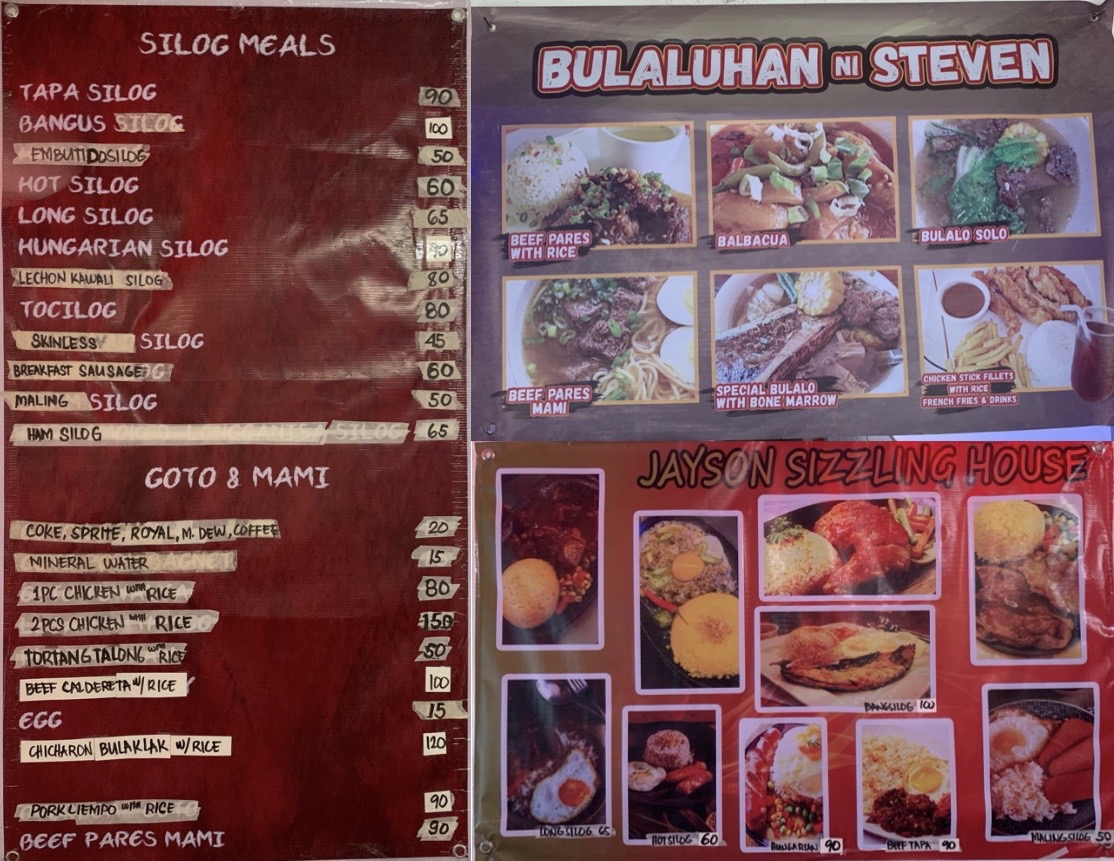 SILOG MEALS
TAPA SILOG 90
BANGUS SILOG 100
EMBUTIDOSILOG 50
HOT SILOG 60
LONG SILOG 65
HUNGARIAN SILOG 90
LECHON KAWALI SILOG 80
TOCILOG 80
SKINLESS SILOG 45
BREAKFAST SAUSAGE 60
MALING SILOG 50
HAM SILOG 65
GOTO & MAMI
COKE, SPRITE, ROYAL, M. DEW, COFFEE 20
MINERAL WATER 15
1PC CHICKEN WITH RICE 80
2PCS CHICKEN WITH RICE 150
TORTANG TALONG WITH RICE 50
BEEF CALDERETA W/ RICE 100
EGG 15
CHICHARON BULAKLAK W/RICE 120
PORK LIEMPO WITH RICE 90
BEEF PARES MAMI 90
BULALUHAN NI STEVEN
BEEF PARES
WITH RICE
BALBACUA
BULALO SOLO
BEEF PARES
MAMI
SPECIAL BULALO
WITH BONE MARROW
CHICKEN STICK FILLETS
WITH RICE
FRENCH FRIES & DRINKS
JAYSON SIZZLING HOUSE
BANGSILOG 100
LONGSILOG 65
HOTSILOG 60
HUNGARIAN 90
BEEF TAPA 90
MALINGSILOG 50